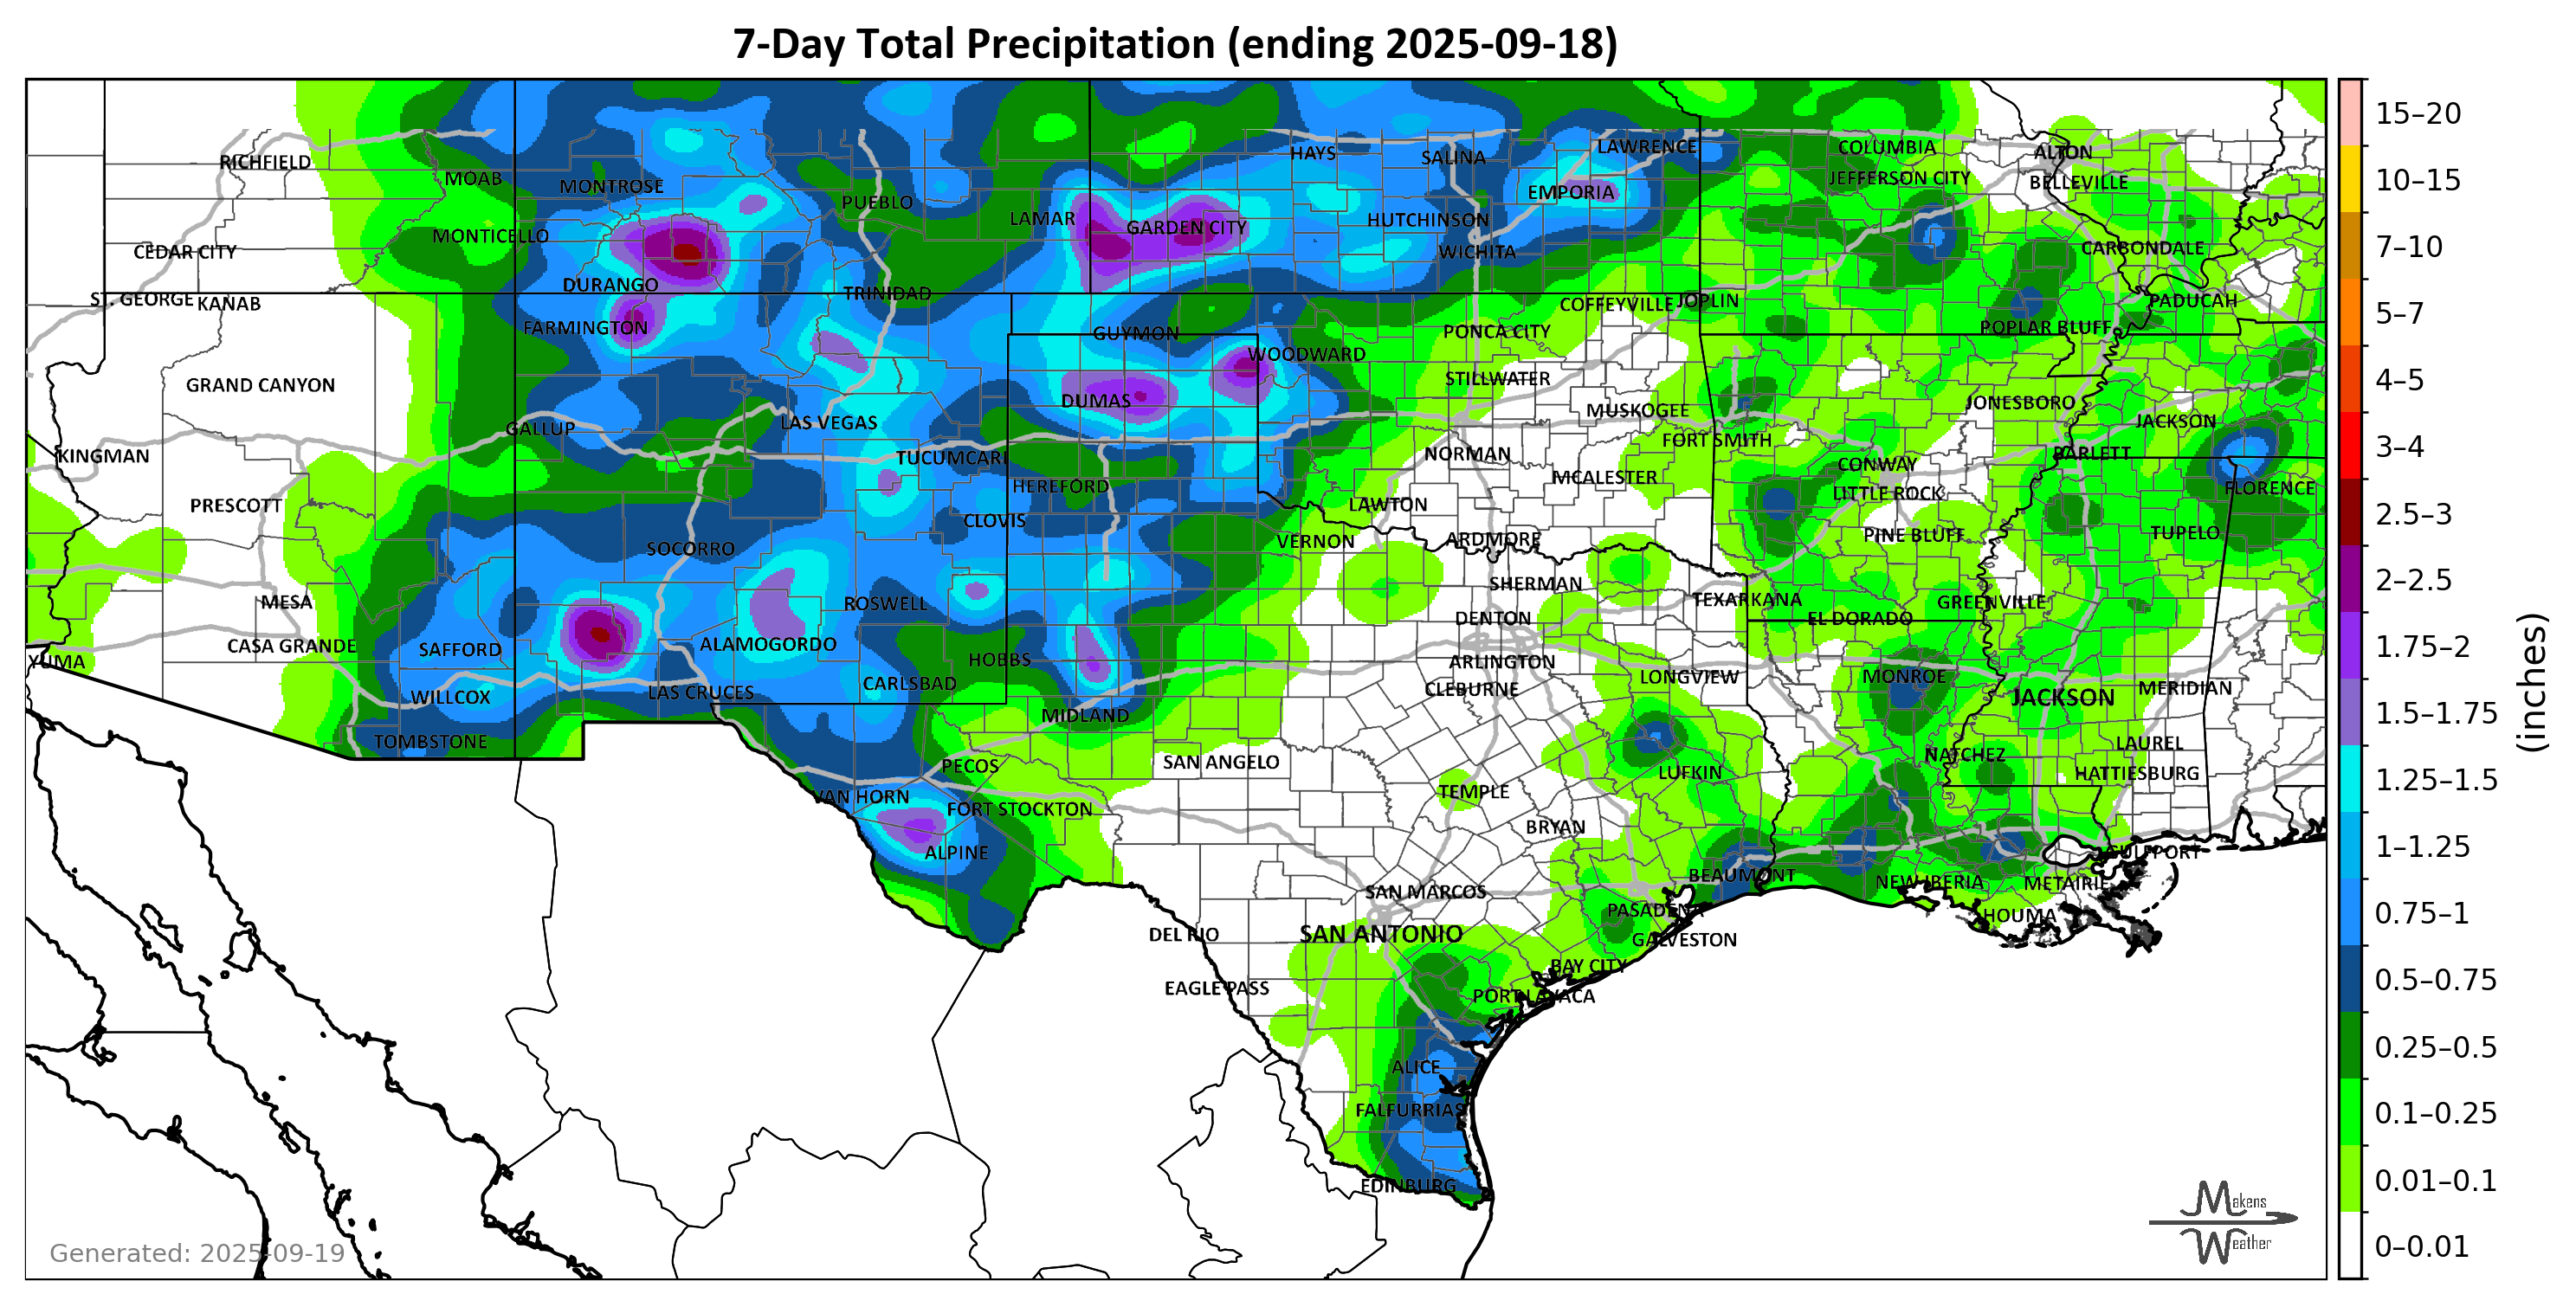 7-Day Total Precipitation (ending 2025-09-18)
RICHFIELD
MOAB
MONTROSE
PUEBLO
LAMAR
GARDEN CITY
HAYS
SALINA
LAWRENCE
EMPORIA
HUTCHINSON
WICHITA
COLUMBIA
JEFFERSON CITY
ALTON
BELLEVILLE
CEDAR CITY
MONTICELLO
CARBONDALE
DURANGO
TRINIDAD
ST. GEORGE
KANAB
FARMINGTON
GUYMON
WOODWARD
COFFEYVILLE
JOPLIN
PONCA CITY
PADUCAH
POPLAR BLUFF
GRAND CANYON
DUMAS
STILLWATER
MUSKOGEE
JONESBORO
JACKSON
GALLUP
LAS VEGAS
FORT SMITH
KINGMAN
TUCUMCARI
NORMAN
CONWAY
BARLETT
HEREFORD
MCALESTER
LITTLE ROCK
FLORENCE
PRESCOTT
CLOVIS
LAWTON
SOCORRO
VERNON
ARDMORE
PINE BLUFF
TUPELO
MESA
ROSWELL
SHERMAN
DENTON
TEXARKANA
EL DORADO
GREENVILLE
CASA GRANDE
SAFFORD
ALAMOGORDO
YUMA
HOBBS
ARLINGTON
WILLCOX
LAS CRUCES
CARLSBAD
CLEBURNE
LONGVIEW
MONROE
JACKSON
MERIDIAN
TOMBSTONE
MIDLAND
PECOS
SAN ANGELO
LUFKIN
NATCHEZ
LAUREL
HATTIESBURG
VAN HORN
FORT STOCKTON
TEMPLE
ALPINE
BRYAN
GULFPORT
SAN MARCOS
BEAUMONT
NEW IBERIA
METAIRIE
PASADENA
HOUMA
DEL RIO
SAN ANTONIO
GALVESTON
EAGLE PASS
BAY CITY
PORT LAVACA
ALICE
FALFURRIAS
EDINBURG
Generated: 2025-09-19
Makens
Weather
15–20
10–15
7–10
5–7
4–5
3–4
2.5–3
2–2.5
1.75–2
1.5–1.75
1.25–1.5
1–1.25
0.75–1
0.5–0.75
0.25–0.5
0.1–0.25
0.01–0.1
0–0.01
(inches)